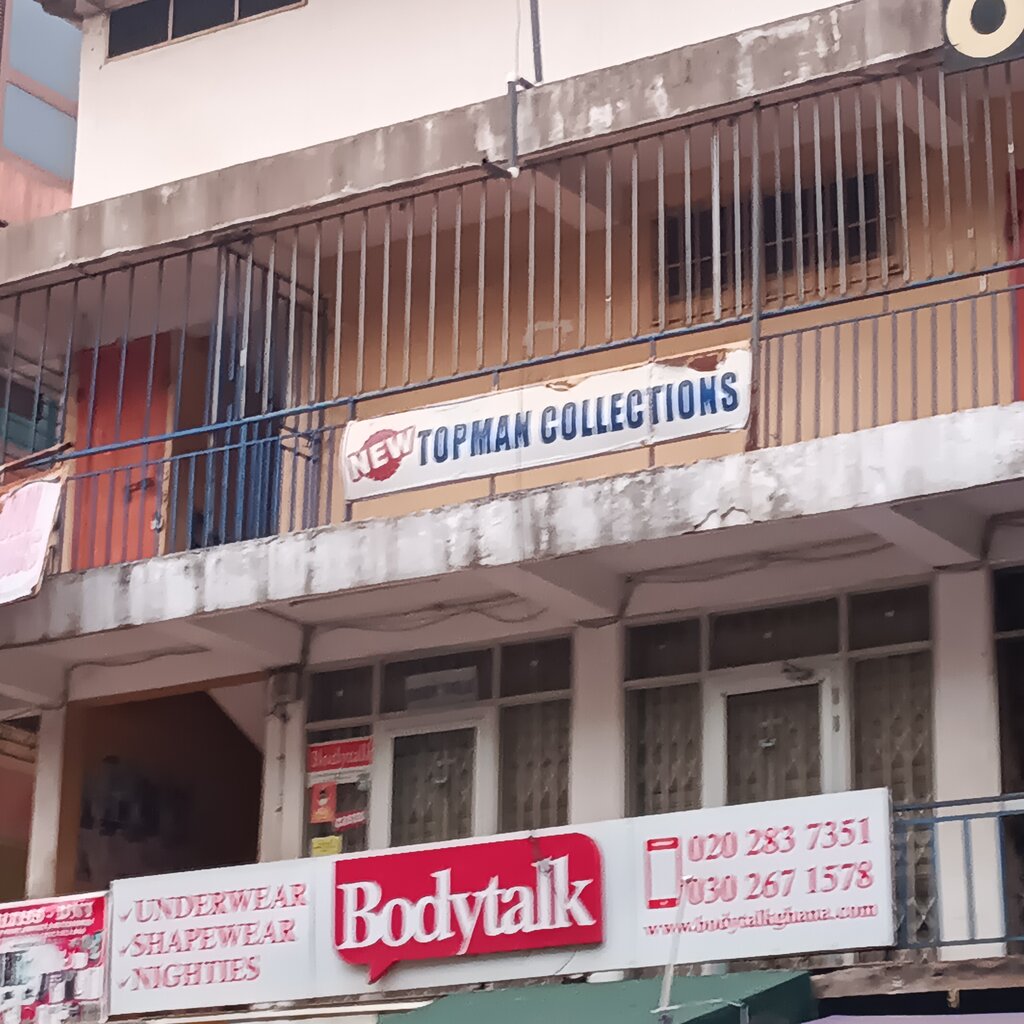 NEW TOPMAN COLLECTIONS
Bodytalk
UNDERWEAR
SHAPEWEAR
NIGHTIES
Bodytalk
020 283 7351
030 267 1578
www.bodytalkghana.com